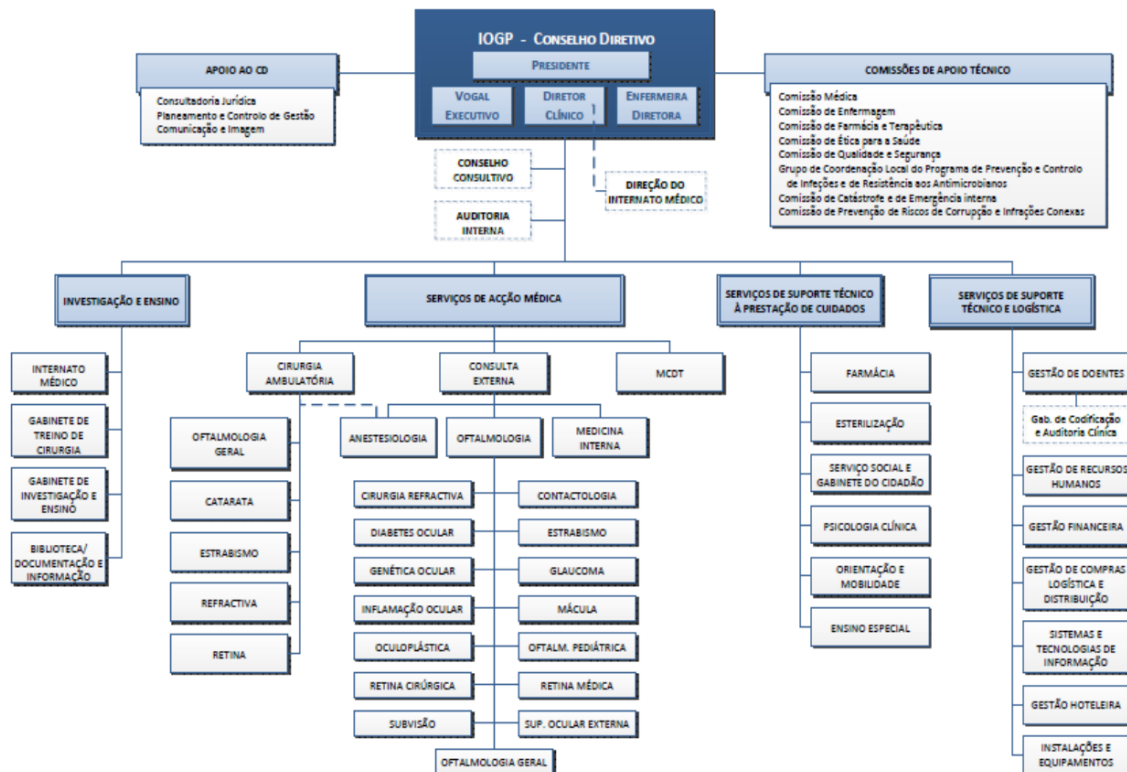 IOGP - CONSELHO DIRETIVO
PRESIDENTE
VOGAL
EXECUTIVO
DIRETOR
CLÍNICO
ENFERMEIRA
DIRETORA
APOIO AO CD
Consultadoria Jurídica
Planeamento e Controlo de Gestão
Comunicação e Imagem
COMISSÕES DE APOIO TÉCNICO
Comissão Médica
Comissão de Enfermagem
Comissão de Farmácia e Terapêutica
Comissão de Ética para a Saúde
Comissão de Qualidade e Segurança
Grupo de Coordenação Local do Programa de Prevenção e Controlo
de Infeções e de Resistência aos Antimicrobianos
Comissão de Catástrofe e de Emergência interna
Comissão de Prevenção de Riscos de Corrupção e Infrações Conexas
CONSELHO
CONSULTIVO
DIREÇÃO DO
INTERNATO MÉDICO
AUDITORIA
INTERNA
INVESTIGAÇÃO E ENSINO
INTERNATO
MÉDICO
GABINETE DE
TREINO DE
CIRURGIA
GABINETE DE
INVESTIGAÇÃO E
ENSINO
BIBLIOTECA/
DOCUMENTAÇÃO E
INFORMAÇÃO
SERVIÇOS DE ACÇÃO MÉDICA
CIRURGIA
AMBULATÓRIA
CONSULTA
EXTERNA
MCDT
OFTALMOLOGIA
GERAL
CATARATA
ESTRABISMO
REFRACTIVA
RETINA
ANESTESIOLOGIA
OFTALMOLOGIA
MEDICINA
INTERNA
CIRURGIA REFRACTIVA
CONTACTOLOGIA
DIABETES OCULAR
ESTRABISMO
GENÉTICA OCULAR
GLAUCOMA
INFLAMAÇÃO OCULAR
MÁCULA
OCULOPLÁSTICA
OFTALM. PEDIÁTRICA
RETINA CIRÚRGICA
RETINA MÉDICA
SUBVISÃO
SUP. OCULAR EXTERNA
OFTALMOLOGIA GERAL
SERVIÇOS DE SUPORTE TÉCNICO
À PRESTAÇÃO DE CUIDADOS
FARMÁCIA
ESTERILIZAÇÃO
SERVIÇO SOCIAL E
GABINETE DO CIDADÃO
PSICOLOGIA CLÍNICA
ORIENTAÇÃO E
MOBILIDADE
ENSINO ESPECIAL
SERVIÇOS DE SUPORTE
TÉCNICO E LOGÍSTICA
GESTÃO DE DOENTES
Gab. de Codificação
e Auditoria Clínica
GESTÃO DE RECURSOS
HUMANOS
GESTÃO FINANCEIRA
GESTÃO DE COMPRAS
LOGÍSTICA E
DISTRIBUIÇÃO
SISTEMAS E
TECNOLOGIAS DE
INFORMAÇÃO
GESTÃO HOTELEIRA
INSTALAÇÕES E
EQUIPAMENTOS